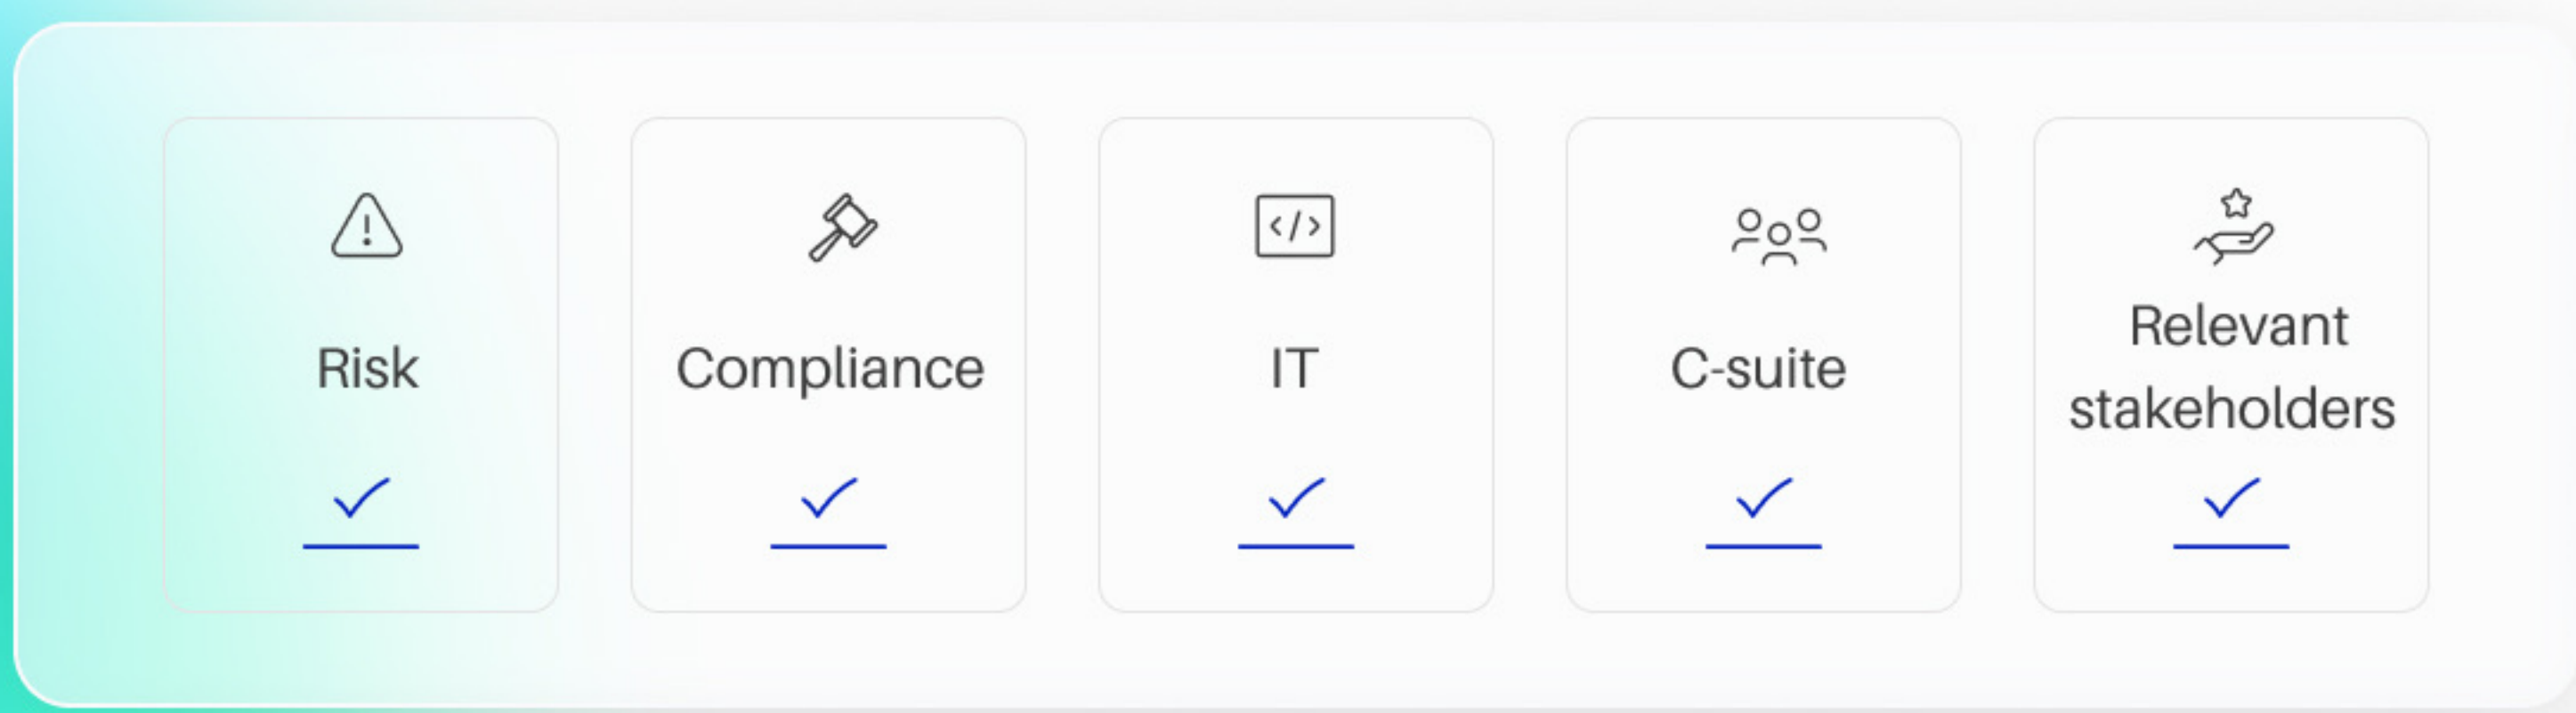 Risk
Compliance
IT
C-suite
Relevant
stakeholders